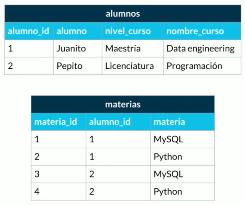 alumnos
alumno_id alumno nivel_curso nombre_curso
1 Juanito Maestría Data engineering
2 Pepito Licenciatura Programación
materias
materia_id alumno_id materia
1 1 MySQL
2 1 Python
3 2 MySQL
4 2 Python